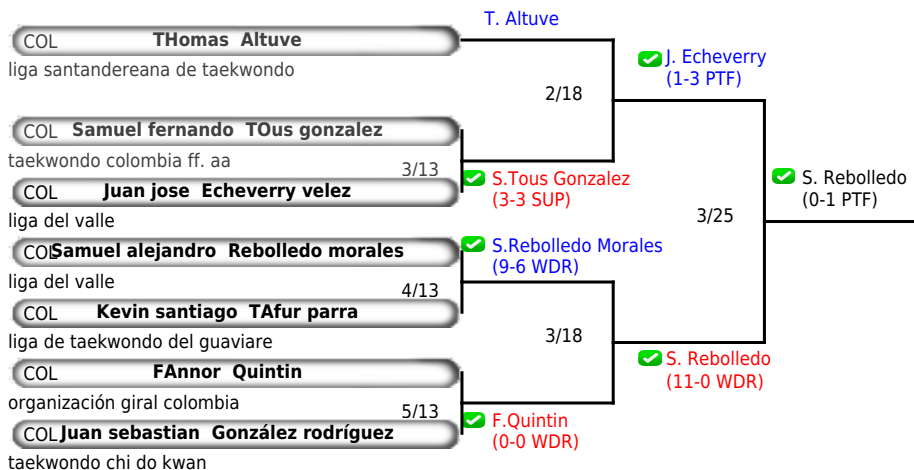 T. Altuve
COL THomas Altuve
liga santandereana de taekwondo
J. Echeverry
(1-3 PTF)
2/18
COL Samuel fernando TOus gonzalez
taekwondo colombia ff. aa
3/13
S.Tous Gonzalez
(3-3 SUP)
COL Juan jose Echeverry velez
liga del valle
S. Rebolledo
(0-1 PTF)
3/25
COL Samuel alejandro Rebolledo morales
liga del valle
S.Rebolledo Morales
(9-6 WDR)
4/13
COL Kevin santiago TAfur parra
liga de taekwondo del guaviare
3/18
S. Rebolledo
(11-0 WDR)
COL FAnnor Quintin
organización giral colombia
5/13
F.Quintin
(0-0 WDR)
COL Juan sebastian González rodríguez
taekwondo chi do kwan